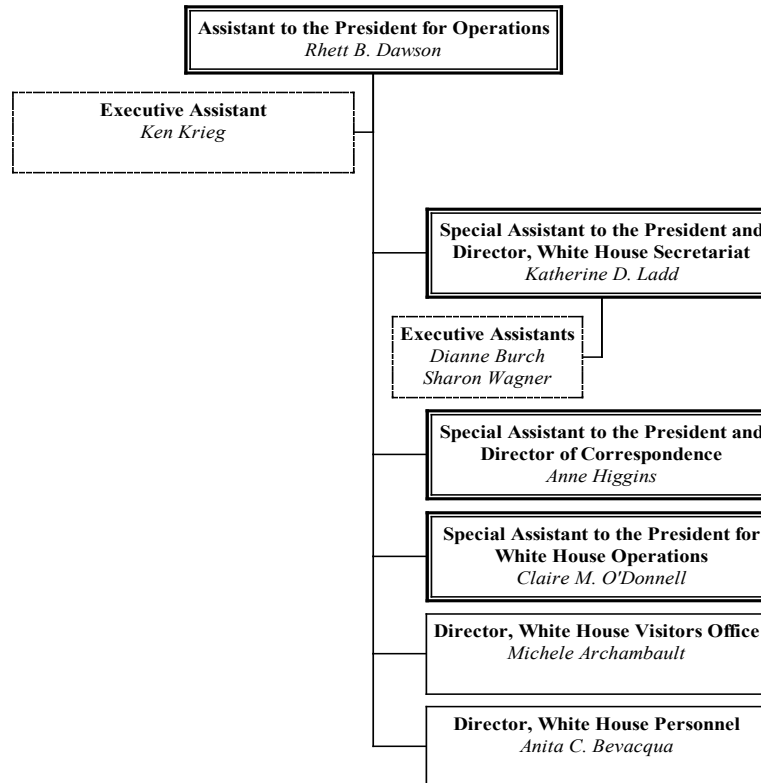 Assistant to the President for Operations
Rhett B. Dawson
Executive Assistant
Ken Krieg
Special Assistant to the President and
Director, White House Secretariat
Katherine D. Ladd
Executive Assistants
Dianne Burch
Sharon Wagner
Special Assistant to the President and
Director of Correspondence
Anne Higgins
Special Assistant to the President for
White House Operations
Claire M. O'Donnell
Director, White House Visitors Office
Michele Archambault
Director, White House Personnel
Anita C. Bevacqua